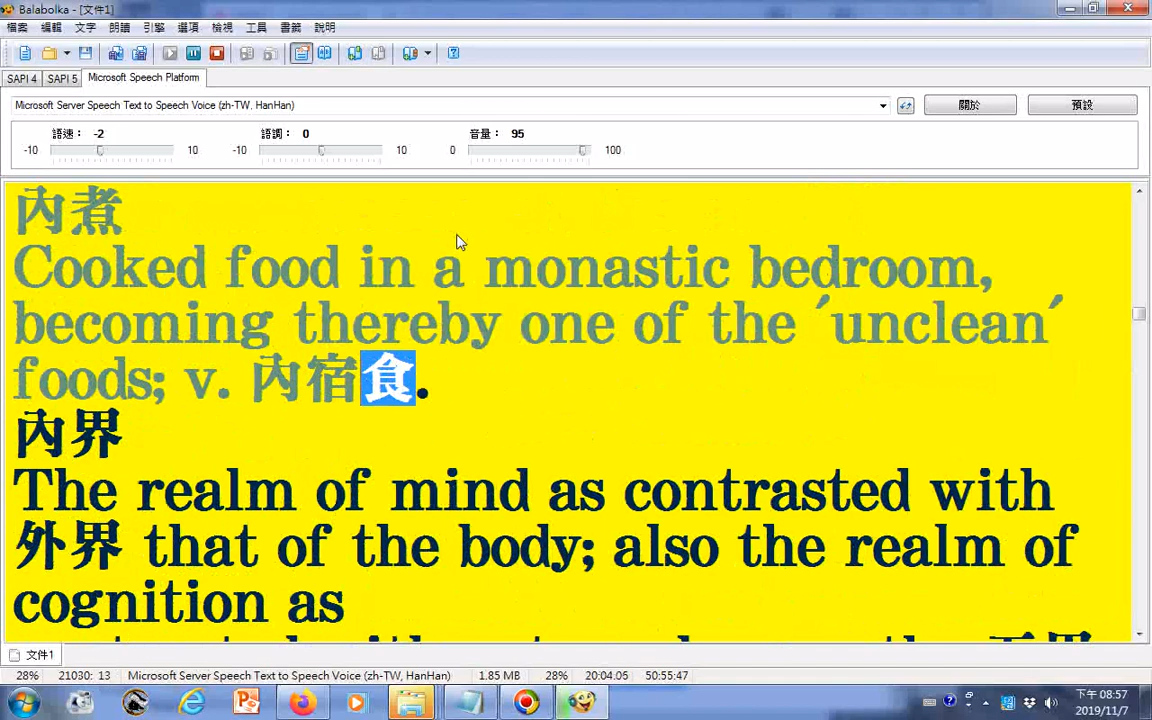 Balabolka - [文件1]
檔案 編輯 文字 朗讀 引擎 選項 檢視 工具 書籤 說明
SAPI 4 SAPI 5 Microsoft Speech Platform
Microsoft Server Speech Text to Speech Voice (zh-TW, HanHan) 關於 預設
語速： -2 語調： 0 音量： 95
-10 10 -10 10 0 100
內煮
Cooked food in a monastic bedroom,
becoming thereby one of the ′unclean′
foods; v. 內宿食.
內界
The realm of mind as contrasted with
外界 that of the body; also the realm of
cognition as
文件1
28% 21030: 13 Microsoft Server Speech Text to Speech Voice (zh-TW, HanHan) 1.85 MB 28% 20:04:05 50:55:47
下午 08:57
2019/11/7